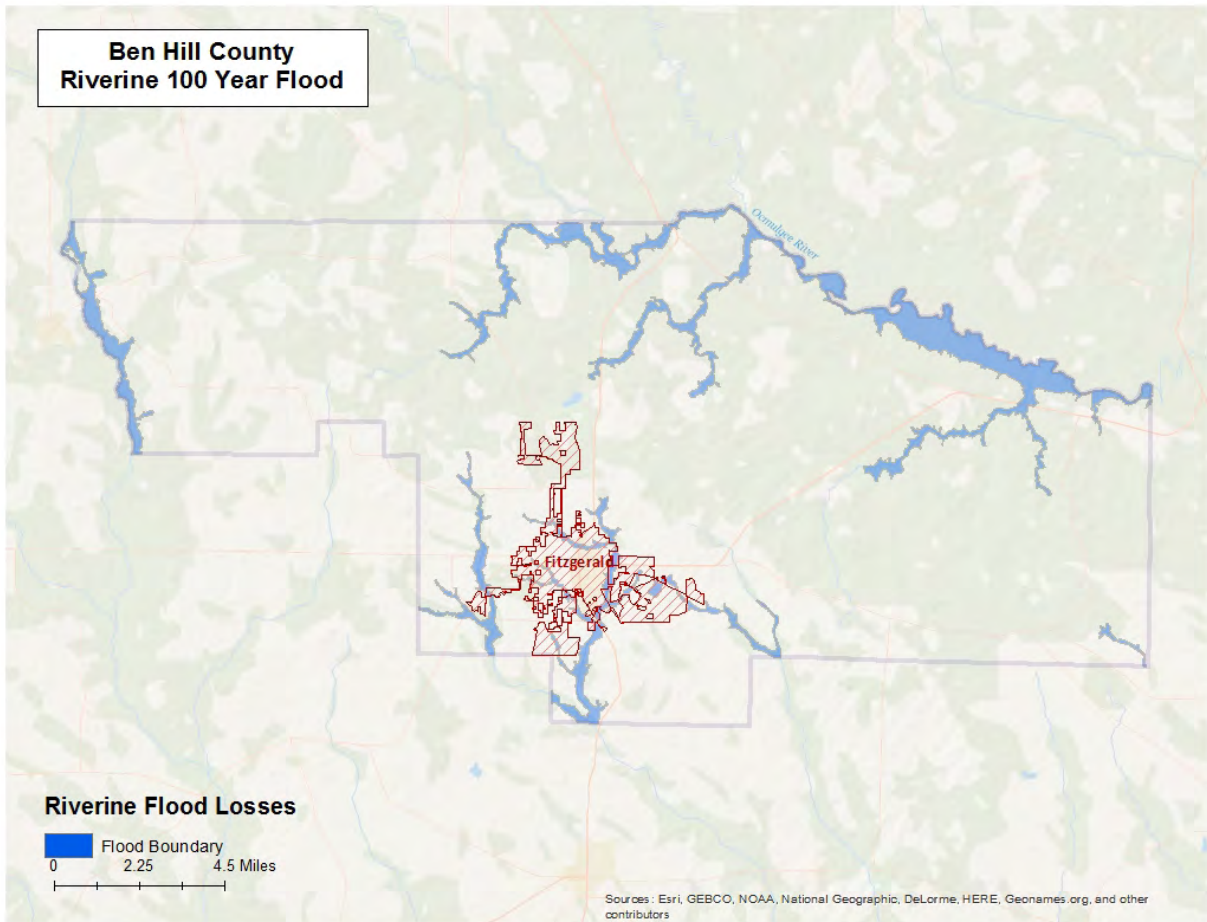 Ben Hill County
Riverine 100 Year Flood
Ocmulgee River
Fitzgerald
Riverine Flood Losses
Flood Boundary
0 2.25 4.5 Miles
Sources: Esri, GEBCO, NOAA, National Geographic, DeLorme, HERE, Geonames.org, and other
contributors